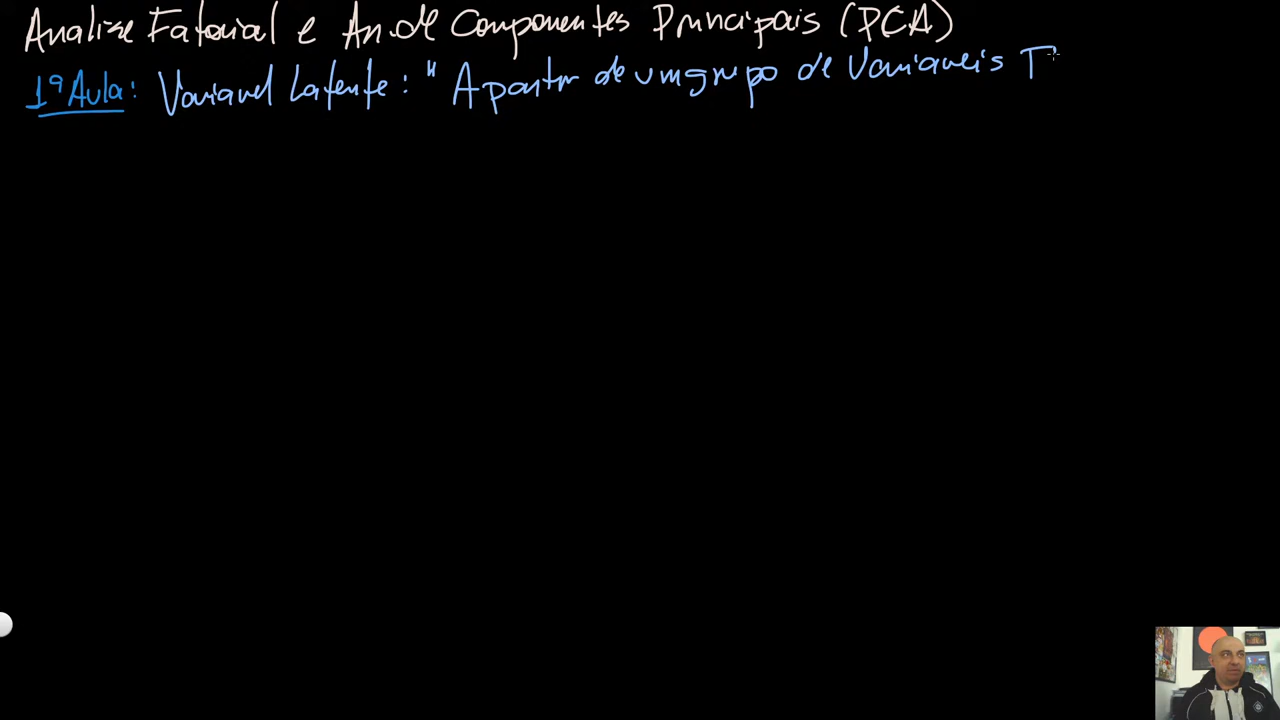 Analise Fatorial e An. de Componentes Principais (PCA)
1ª Aula: Variavel Latente: "A partir de um grupo de Variaveis T